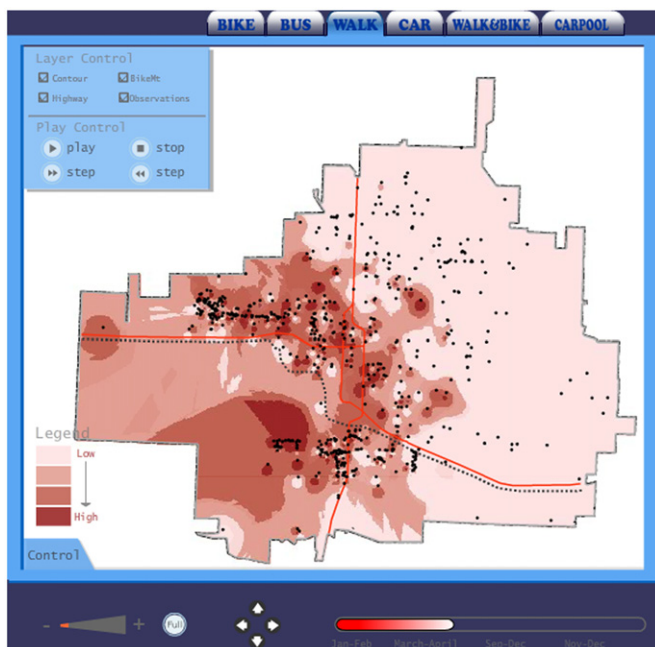 BIKE BUS WALK CAR WALK&BIKE CARPOOL
Layer Control
Contour BikeMt
Highway Observations
Play Control
play stop
step step
Legend
Low
High
Control
- + Full
Jan-Feb March-April Sep-Dec Nov-Dec